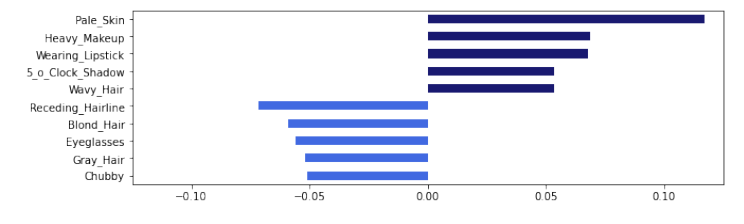 Pale_Skin
Heavy_Makeup
Wearing_Lipstick
5_o_Clock_Shadow
Wavy_Hair
Receding_Hairline
Blond_Hair
Eyeglasses
Gray_Hair
Chubby
−0.10 −0.05 0.00 0.05 0.10